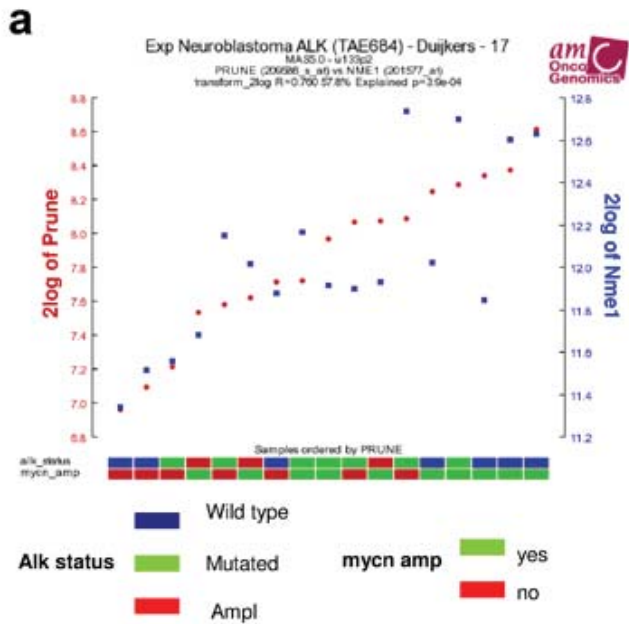 a
Exp Neuroblastoma ALK (TAE684) - Duijkers - 17
MAS5.0 - u133p2
PRUNE (209586_s_at) vs NME1 (201577_at)
transform_2log R=0.760 57.8% Explained p=3.9e-04
am
Onco
Genomics
8.8
8.6
8.4
8.2
8.0
7.8
7.6
7.4
7.2
7.0
6.8
2log of Prune
12.8
12.6
12.4
12.2
12.0
11.8
11.6
11.4
11.2
2log of Nme1
Samples ordered by PRUNE
alk_status
mycn_amp
Alk status
Wild type
Mutated
Ampl
mycn amp
yes
no